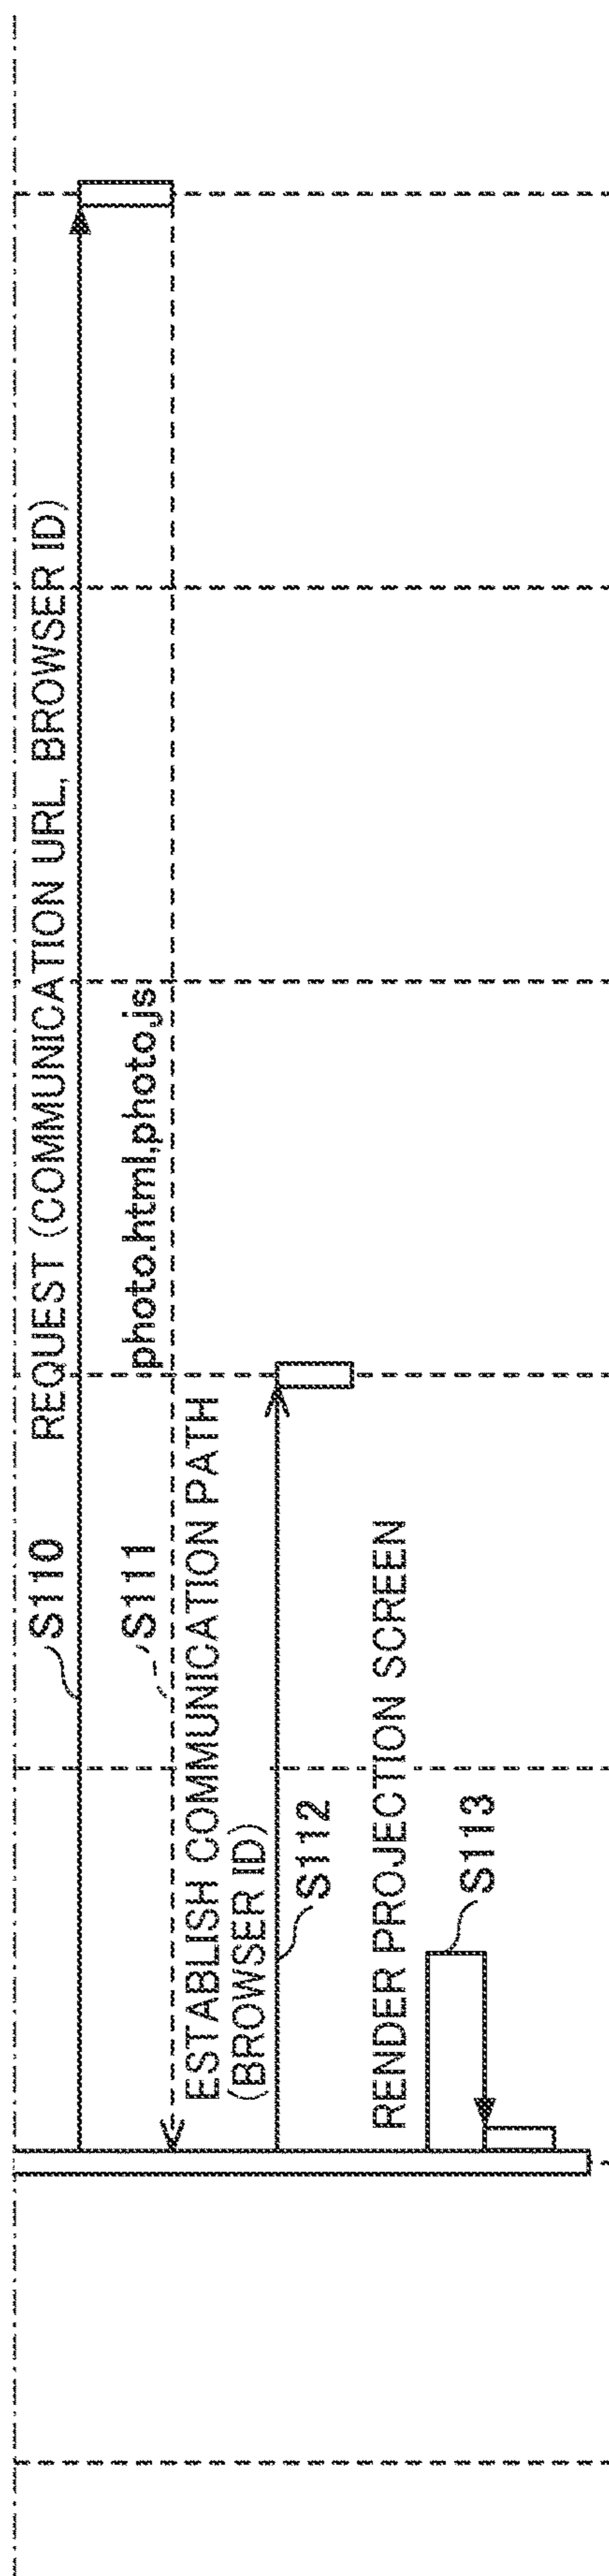 REQUEST (COMMUNICATION URL, BROWSER ID)
S110
photo.html,photo.js
S111
ESTABLISH COMMUNICATION PATH
(BROWSER ID)
S112
RENDER PROJECTION SCREEN
S113